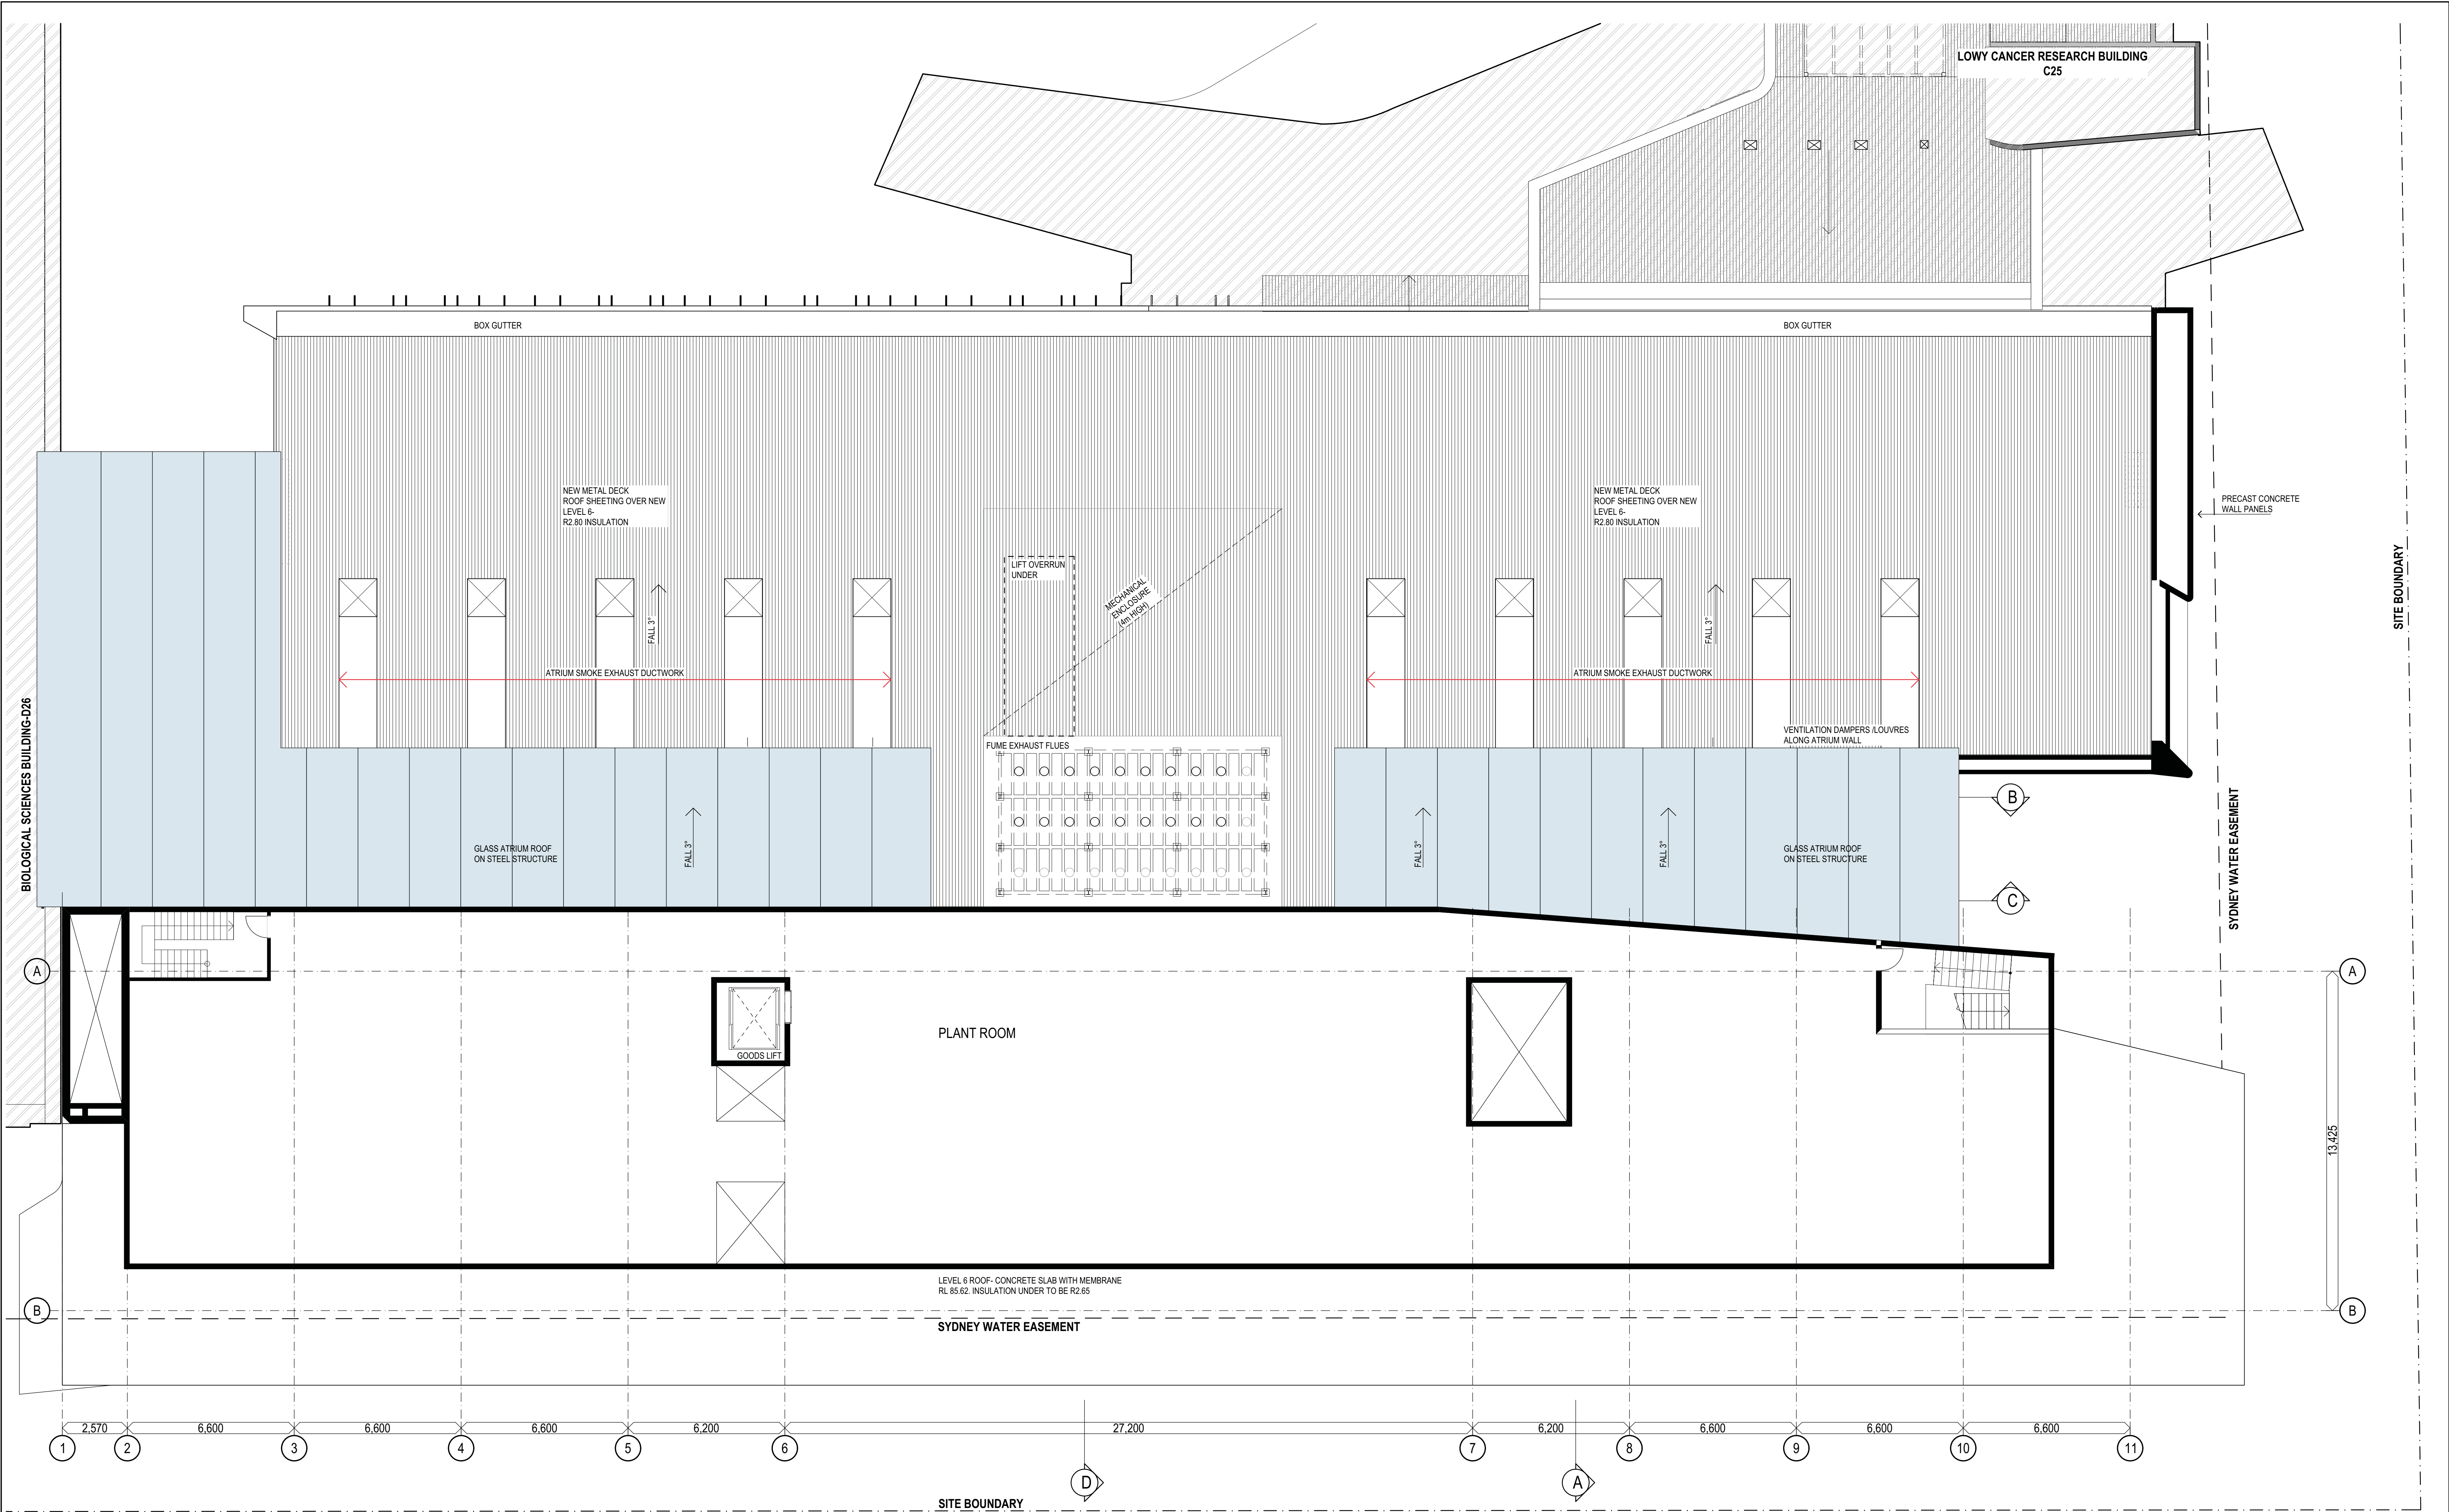 LOWY CANCER RESEARCH BUILDING
C25
BOX GUTTER
BOX GUTTER
NEW METAL DECK
ROOF SHEETING OVER NEW
LEVEL 6-
R2.80 INSULATION
NEW METAL DECK
ROOF SHEETING OVER NEW
LEVEL 6-
R2.80 INSULATION
PRECAST CONCRETE
WALL PANELS
SITE BOUNDARY
LIFT OVERRUN
UNDER
MECHANICAL
ENCLOSURE
(4m HIGH)
FALL 3°
FALL 3°
ATRIUM SMOKE EXHAUST DUCTWORK
ATRIUM SMOKE EXHAUST DUCTWORK
BIOLOGICAL SCIENCES BUILDING-D26
VENTILATION DAMPERS /LOUVRES
ALONG ATRIUM WALL
FUME EXHAUST FLUES
B
SYDNEY WATER EASEMENT
GLASS ATRIUM ROOF
ON STEEL STRUCTURE
FALL 3°
FALL 3°
FALL 3°
GLASS ATRIUM ROOF
ON STEEL STRUCTURE
C
A
A
PLANT ROOM
GOODS LIFT
13,425
LEVEL 6 ROOF- CONCRETE SLAB WITH MEMBRANE
RL 85.62. INSULATION UNDER TO BE R2.65
B
B
SYDNEY WATER EASEMENT
2,570
6,600
6,600
6,600
6,200
27,200
6,200
6,600
6,600
6,600
1
2
3
4
5
6
7
8
9
10
11
D
A
SITE BOUNDARY